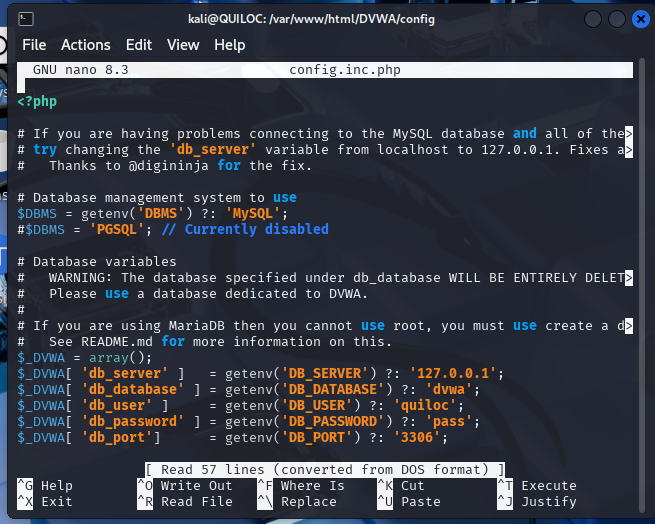 kali@QUILOC: /var/www/html/DVWA/config
File Actions Edit View Help
GNU nano 8.3 config.inc.php
<?php
# If you are having problems connecting to the MySQL database and all of the>
# try changing the 'db_server' variable from localhost to 127.0.0.1. Fixes a>
#   Thanks to @digininja for the fix.
# Database management system to use
$DBMS = getenv('DBMS') ?: 'MySQL';
#$DBMS = 'PGSQL'; // Currently disabled
# Database variables
#   WARNING: The database specified under db_database WILL BE ENTIRELY DELET>
#   Please use a database dedicated to DVWA.
#
# If you are using MariaDB then you cannot use root, you must use create a d>
#   See README.md for more information on this.
$_DVWA = array();
$_DVWA[ 'db_server' ]   = getenv('DB_SERVER') ?: '127.0.0.1';
$_DVWA[ 'db_database' ] = getenv('DB_DATABASE') ?: 'dvwa';
$_DVWA[ 'db_user' ]     = getenv('DB_USER') ?: 'quiloc';
$_DVWA[ 'db_password' ] = getenv('DB_PASSWORD') ?: 'pass';
$_DVWA[ 'db_port']      = getenv('DB_PORT') ?: '3306';
[ Read 57 lines (converted from DOS format) ]
^G Help ^O Write Out ^F Where Is ^K Cut ^T Execute
^X Exit ^R Read File ^\ Replace ^U Paste ^J Justify